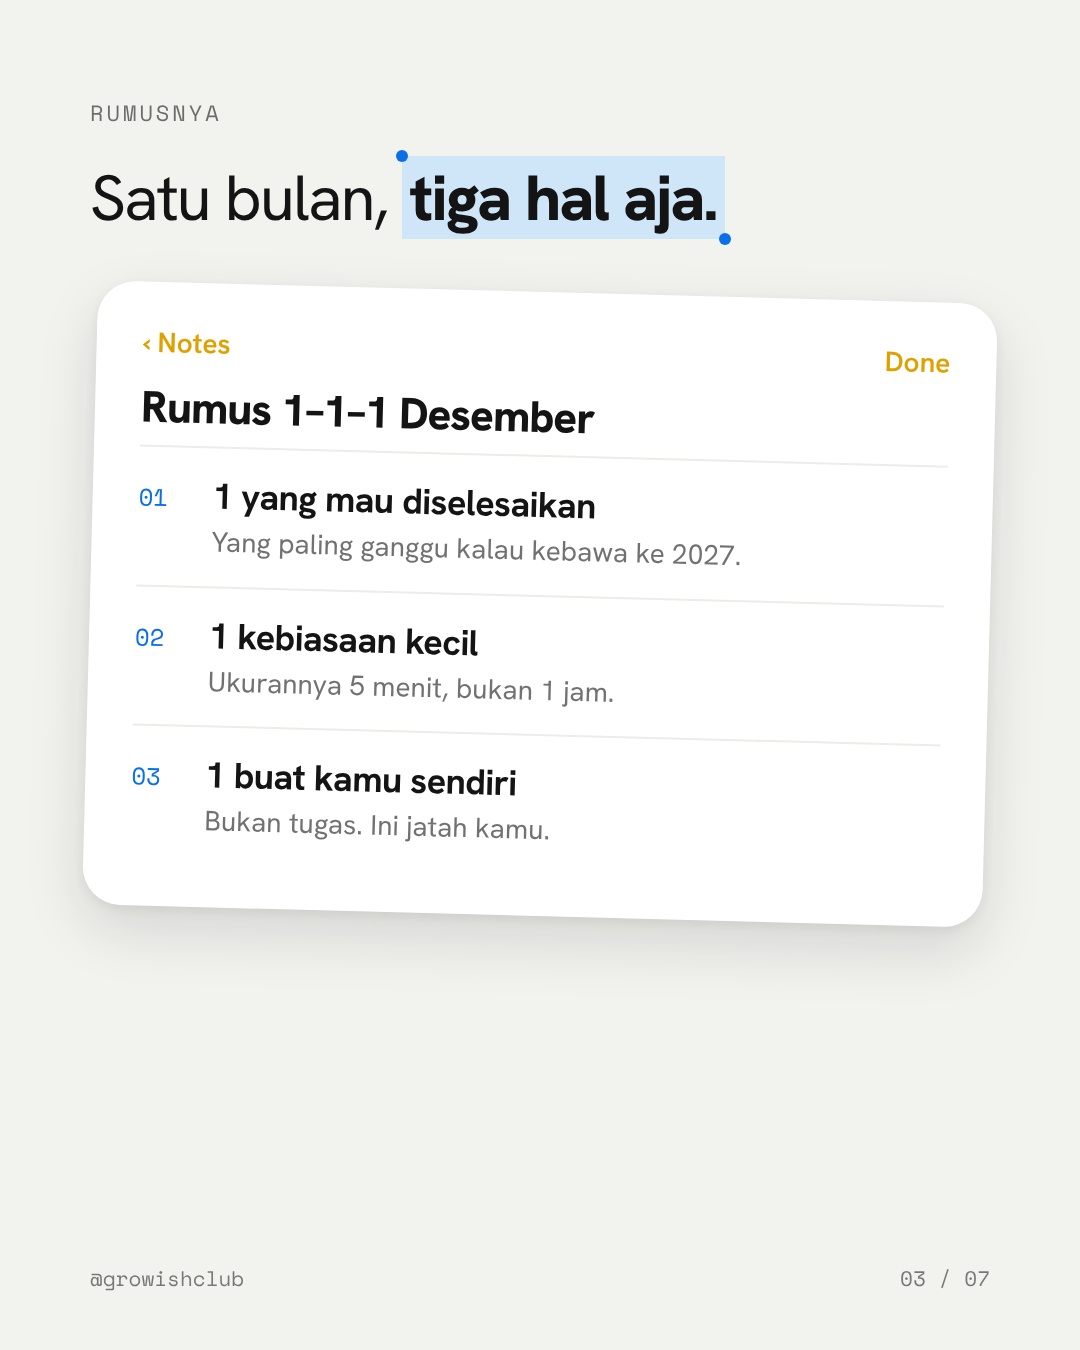 RUMUSNYA
Satu bulan, tiga hal aja.
‹ Notes
Done
Rumus 1–1–1 Desember
01
1 yang mau diselesaikan
Yang paling ganggu kalau kebawa ke 2027.
02
1 kebiasaan kecil
Ukurannya 5 menit, bukan 1 jam.
03
1 buat kamu sendiri
Bukan tugas. Ini jatah kamu.
@growishclub
03 / 07